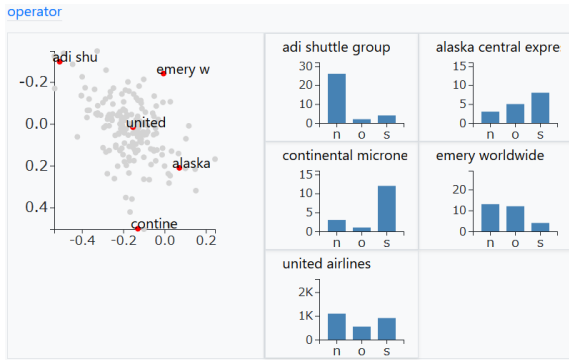 operator
adi shu
emery w
united
alaska
contine
-0.2
0.0
0.2
0.4
-0.4 -0.2 0.0 0.2
adi shuttle group
30
20
10
0
n o s
alaska central expre
15
10
5
0
n o s
continental microne
15
10
5
0
n o s
emery worldwide
20
10
0
n o s
united airlines
2K
1K
0
n o s